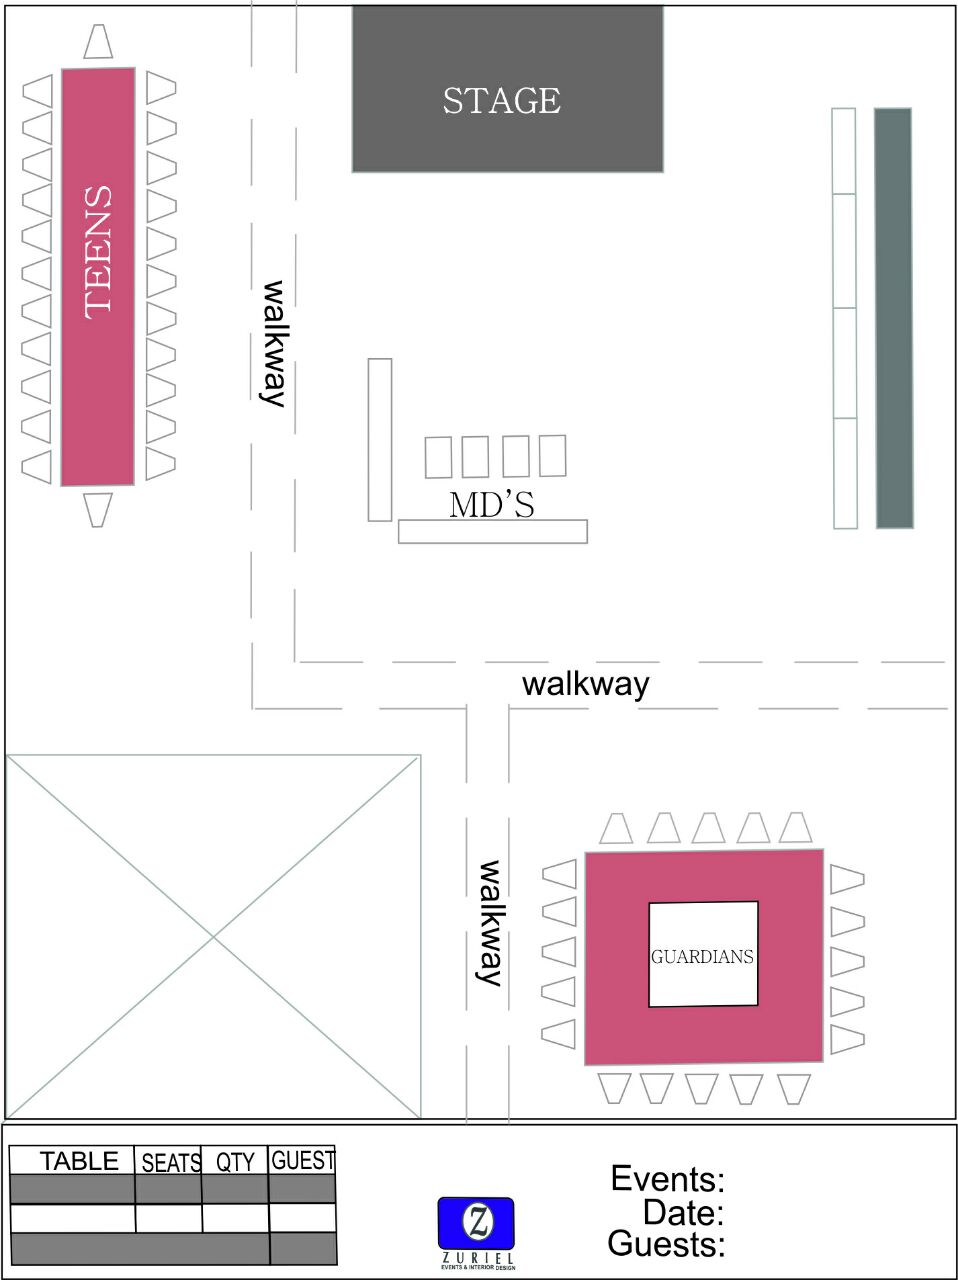 STAGE
TEENS
walkway
MD'S
walkway
walkway
GUARDIANS
TABLE SEATS QTY GUEST
Events:
Date:
Guests:
Z
ZURIEL
EVENTS & INTERIOR DESIGN